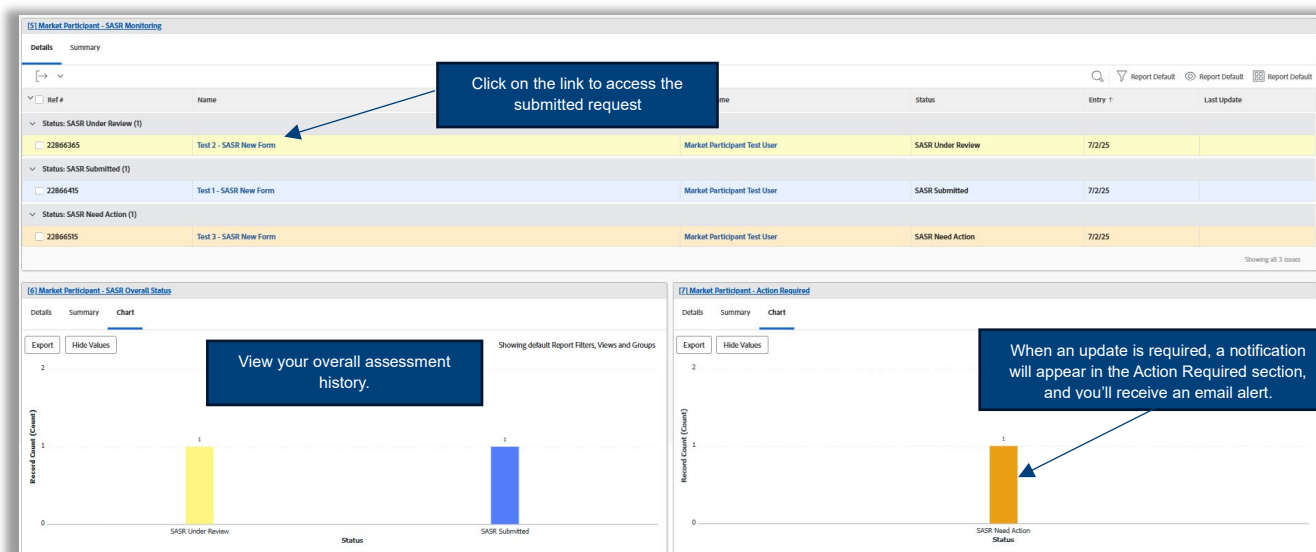 [5] Market Participant - SASR Monitoring
Details Summary
Report Default Report Default Report Default
Click on the link to access the
submitted request
Ref # Name me Status Entry ↑ Last Update
Status: SASR Under Review (1)
22866365 Test 2 - SASR New Form Market Participant Test User SASR Under Review 7/2/25
Status: SASR Submitted (1)
22866415 Test 1 - SASR New Form Market Participant Test User SASR Submitted 7/2/25
Status: SASR Need Action (1)
22866515 Test 3 - SASR New Form Market Participant Test User SASR Need Action 7/2/25
Showing all 3 issues
[6] Market Participant - SASR Overall Status
Details Summary Chart
Export Hide Values Showing default Report Filters, Views and Groups
View your overall assessment
history.
2
1
0
Record Count (Count)
1 1
SASR Under Review SASR Submitted
Status
[7] Market Participant - Action Required
Details Summary Chart
Export Hide Values
When an update is required, a notification
will appear in the Action Required section,
and you'll receive an email alert.
2
1
0
Record Count (Count)
1
SASR Need Action
Status